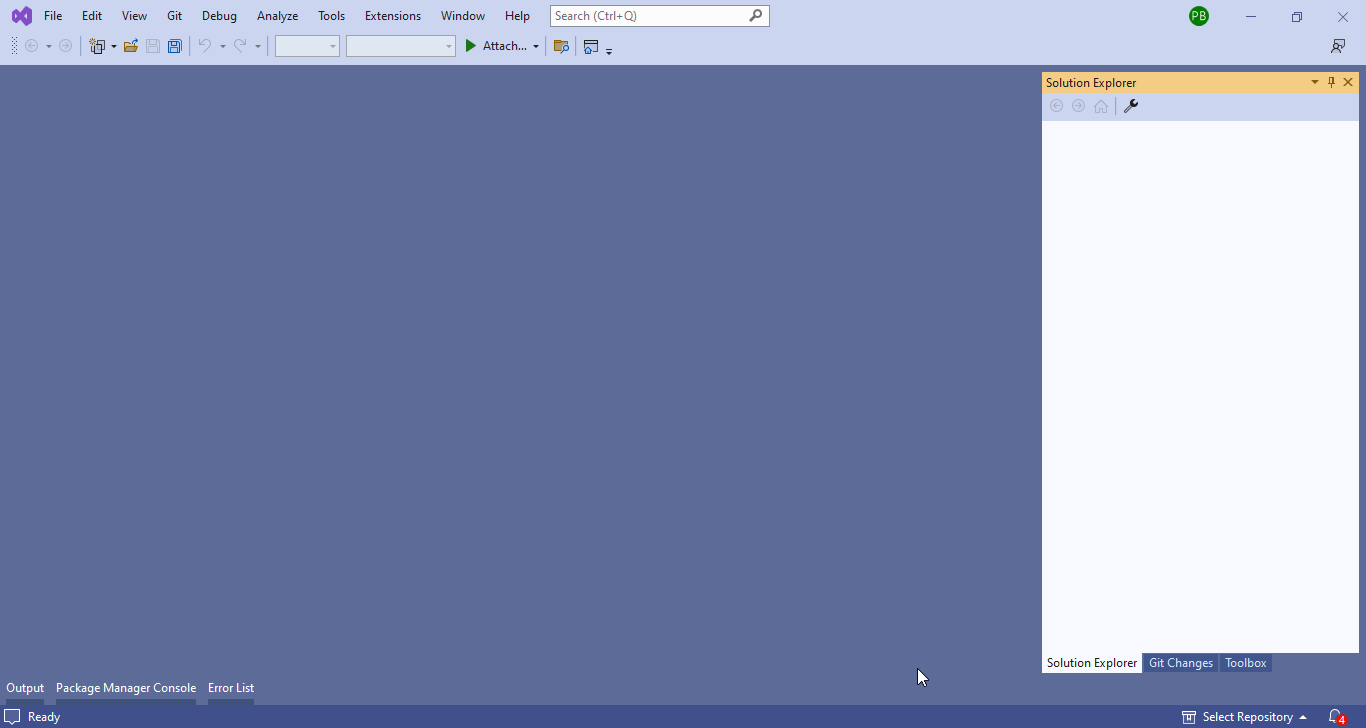 File Edit View Git Debug Analyze Tools Extensions Window Help Search (Ctrl+Q) PB
Attach...
Solution Explorer
Solution Explorer Git Changes Toolbox
Output Package Manager Console Error List
Ready Select Repository 4